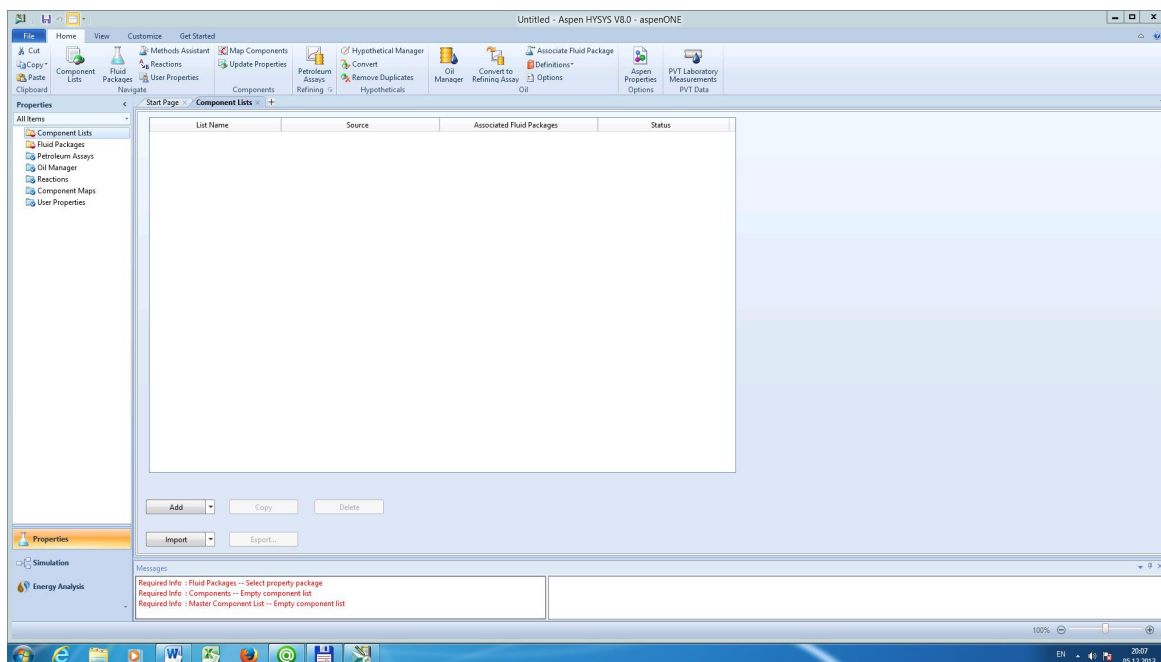 Untitled - Aspen HYSYS V8.0 - aspenONE
File Home View Customize Get Started
Cut
Copy
Paste
Clipboard
Component Lists
Fluid Packages
Methods Assistant
Reactions
User Properties
Navigate
Map Components
Update Properties
Components
Petroleum Assays
Refining
Hypothetical Manager
Convert
Remove Duplicates
Hypotheticals
Oil Manager
Convert to Refining Assay
Associate Fluid Package
Definitions
Options
Oil
Aspen Properties
Options
PVT Laboratory Measurements
PVT Data
Properties <
All Items
Component Lists
Fluid Packages
Petroleum Assays
Oil Manager
Reactions
Component Maps
User Properties
Start Page × Component Lists × +
List Name Source Associated Fluid Packages Status
Add Copy Delete
Import Export...
Properties
Simulation
Energy Analysis
Messages
Required Info : Fluid Packages -- Select property package
Required Info : Components -- Empty component list
Required Info : Master Component List -- Empty component list
100%
EN 20:07
05.12.2013